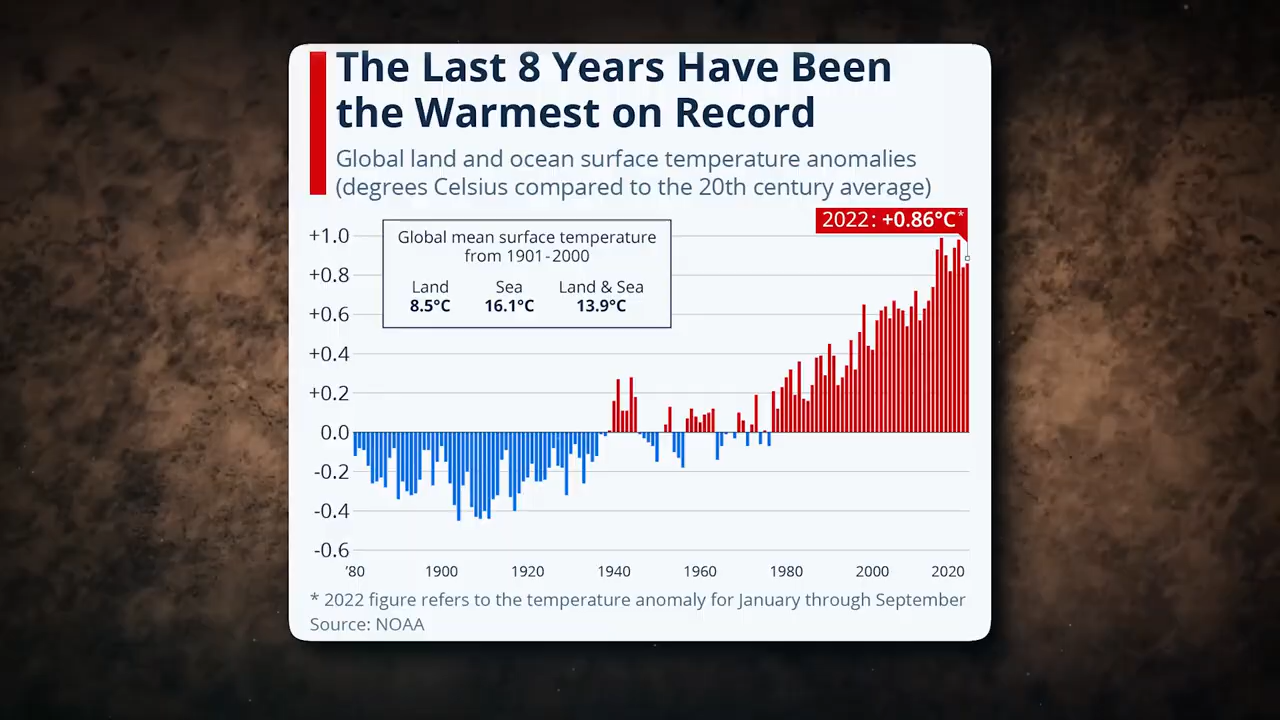 The Last 8 Years Have Been
the Warmest on Record
Global land and ocean surface temperature anomalies
(degrees Celsius compared to the 20th century average)
2022: +0.86°C*
Global mean surface temperature
from 1901-2000
Land Sea Land & Sea
8.5°C 16.1°C 13.9°C
+1.0
+0.8
+0.6
+0.4
+0.2
0.0
-0.2
-0.4
-0.6
'80 1900 1920 1940 1960 1980 2000 2020
* 2022 figure refers to the temperature anomaly for January through September
Source: NOAA